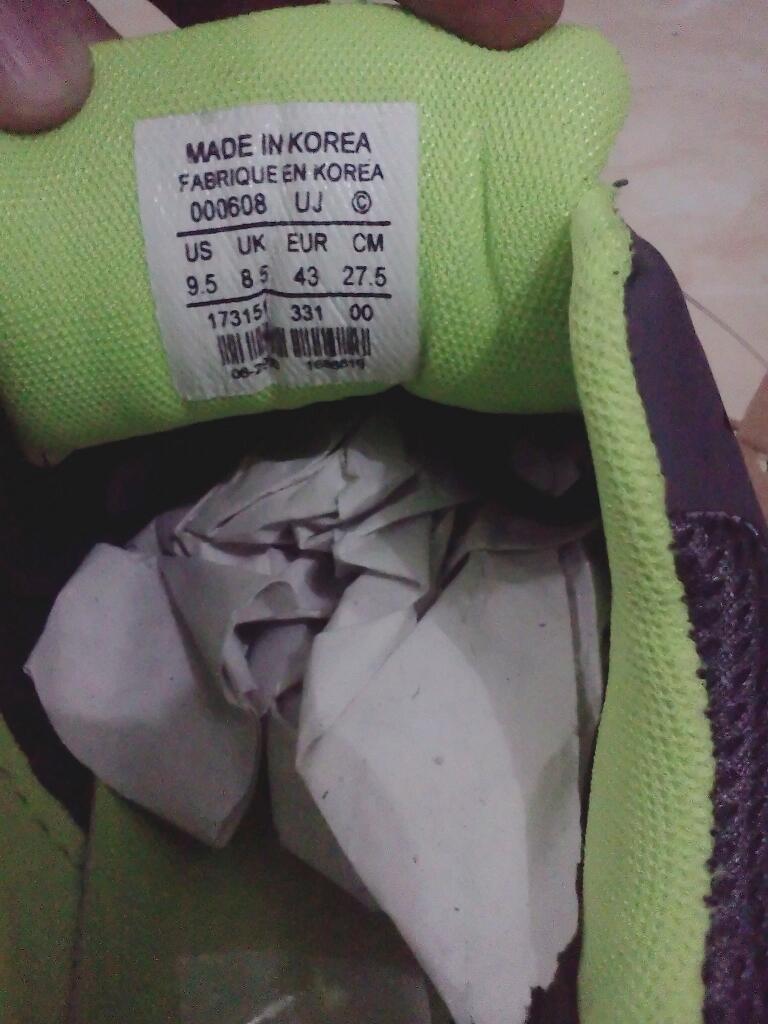 MADE IN KOREA
FABRIQUE EN KOREA
000608 UJ ©
US UK EUR CM
9.5 8 5 43 27.5
331 00